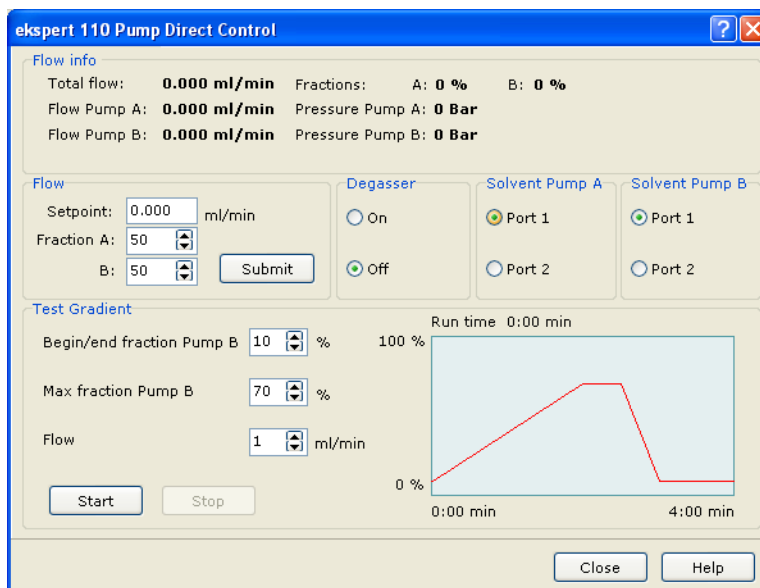 ekspert 110 Pump Direct Control
Flow info
Total flow: 0.000 ml/min Fractions: A: 0 % B: 0 %
Flow Pump A: 0.000 ml/min Pressure Pump A: 0 Bar
Flow Pump B: 0.000 ml/min Pressure Pump B: 0 Bar
Flow Degasser Solvent Pump A Solvent Pump B
Setpoint: 0.000 ml/min On Port 1 Port 1
Fraction A: 50
B: 50 Submit Off Port 2 Port 2
Test Gradient
Run time 0:00 min
Begin/end fraction Pump B 10 % 100 %
Max fraction Pump B 70 %
Flow 1 ml/min
0 %
Start Stop 0:00 min 4:00 min
Close Help